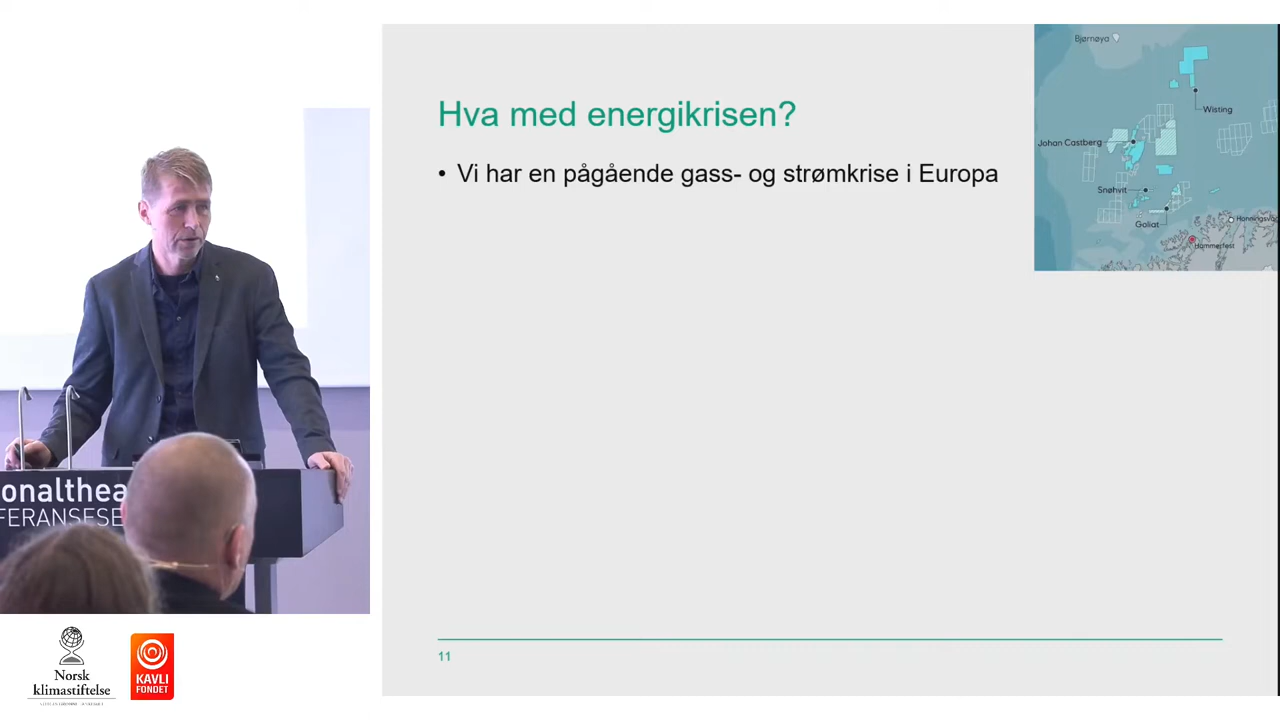 Hva med energikrisen?
• Vi har en pågående gass- og strømkrise i Europa
Bjørnøya
Wisting
Johan Castberg
Snøhvit
Goliat
Honningsvåg
Hammerfest
onalthea
FERANSESE
11
Norsk
klimastiftelse
KAVLI
FONDET